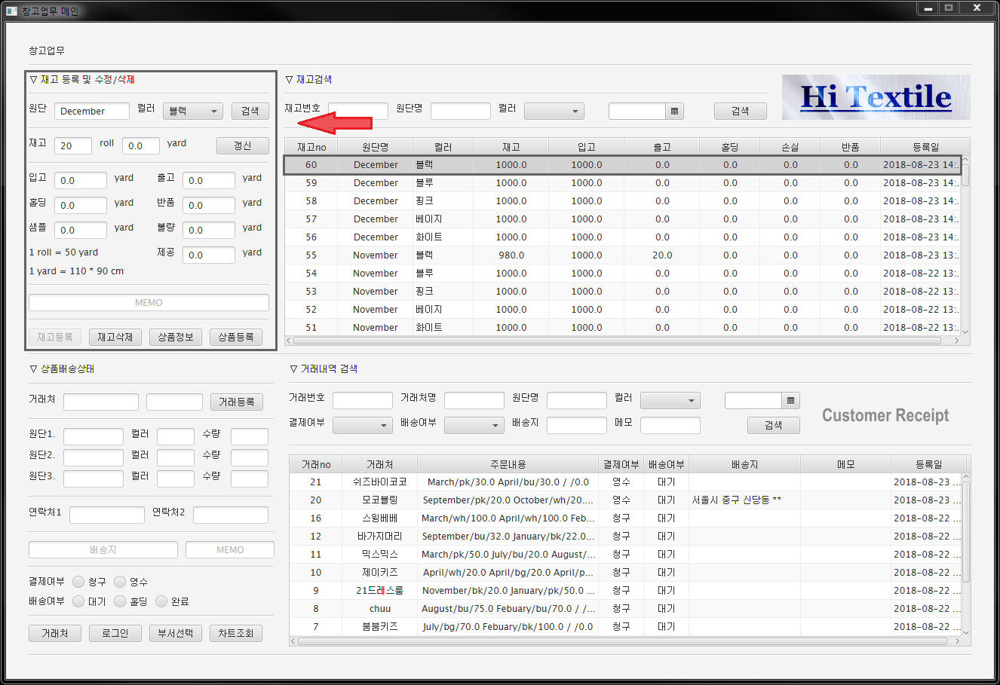 창고업무 메인
창고업무
▽ 재고 등록 및 수정/삭제
원단 December 컬러 블랙 검색
재고 20 roll 0.0 yard 갱신
입고 0.0 yard 출고 0.0 yard
홀딩 0.0 yard 반품 0.0 yard
샘플 0.0 yard 불량 0.0 yard
1 roll = 50 yard 제공 0.0 yard
1 yard = 110 * 90 cm
MEMO
재고등록 재고삭제 상품정보 상품등록
▽ 재고검색
Hi Textile
재고번호 원단명 컬러 검색
재고no 원단명 컬러 재고 입고 출고 홀딩 손실 반품 등록일
60 December 블랙 1000.0 1000.0 0.0 0.0 0.0 0.0 2018-08-23 14:.
59 December 블루 1000.0 1000.0 0.0 0.0 0.0 0.0 2018-08-23 14:.
58 December 핑크 1000.0 1000.0 0.0 0.0 0.0 0.0 2018-08-23 14:.
57 December 베이지 1000.0 1000.0 0.0 0.0 0.0 0.0 2018-08-23 14:.
56 December 화이트 1000.0 1000.0 0.0 0.0 0.0 0.0 2018-08-23 14:.
55 November 블랙 980.0 1000.0 20.0 0.0 0.0 0.0 2018-08-23 13:.
54 November 블루 1000.0 1000.0 0.0 0.0 0.0 0.0 2018-08-22 13:.
53 November 핑크 1000.0 1000.0 0.0 0.0 0.0 0.0 2018-08-22 13:.
52 November 베이지 1000.0 1000.0 0.0 0.0 0.0 0.0 2018-08-22 13:.
51 November 화이트 1000.0 1000.0 0.0 0.0 0.0 0.0 2018-08-22 13:.
▽ 상품배송상태
거래처 거래등록
원단1. 컬러 수량
원단2. 컬러 수량
원단3. 컬러 수량
연락처1 연락처2
배송지 MEMO
결제여부 청구 영수
배송여부 대기 홀딩 완료
거래처 로그인 부서선택 차트조회
▽ 거래내역 검색
거래번호 거래처명 원단명 컬러
결제여부 배송여부 배송지 메모 검색
Customer Receipt
거래no 거래처 주문내용 결제여부 배송여부 배송지 메모 등록일
21 쉬즈바이코코 March/pk/30.0 April/bu/30.0 / /0.0 영수 대기 2018-08-23 ...
20 모코블링 September/pk/20.0 October/wh/20.... 영수 대기 서울시 중구 신당동 ** 2018-08-23 ...
16 스윙베베 March/wh/100.0 April/wh/100.0 Feb... 청구 대기 2018-08-22 ...
12 바가지머리 September/bu/32.0 January/bk/22.0... 청구 대기 2018-08-22 ...
11 믹스믹스 March/pk/50.0 July/bu/20.0 August/... 청구 대기 2018-08-22 ...
10 제이키즈 April/wh/20.0 April/bg/20.0 April/p... 청구 대기 2018-08-22 ...
9 21드레스룸 November/bk/20.0 January/pk/50.0 ... 청구 대기 2018-08-22 ...
8 chuu August/bu/75.0 Febuary/bu/70.0 / /... 청구 대기 2018-08-22 ...
7 붐붐키즈 July/bg/70.0 Febuary/bk/100.0 / /0.0 청구 대기 2018-08-22 ...